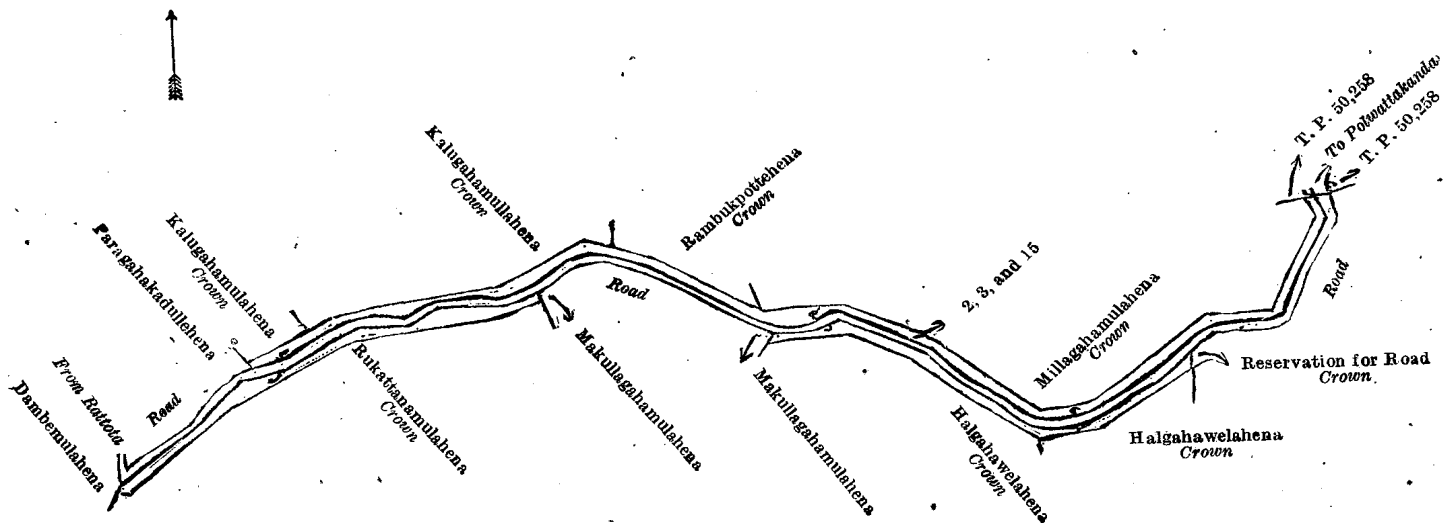 T. P. 50,258
To Polwattakanda
T. P. 50,258
Kalugahamullahena
Crown
Rambukpottehena
Crown
Kalugahamulahena
Crown
Paragahakadullehena
From Rattota
Dambemulahena
Road
Road
2, 3, and 15
Millagahamulahena
Crown
Road
Reservation for Road
Crown
Rukattanamulahena
Crown
Makullagahamulahena
Makullagahamulahena
Halgahawelahena
Crown
Halgahawelahena
Crown